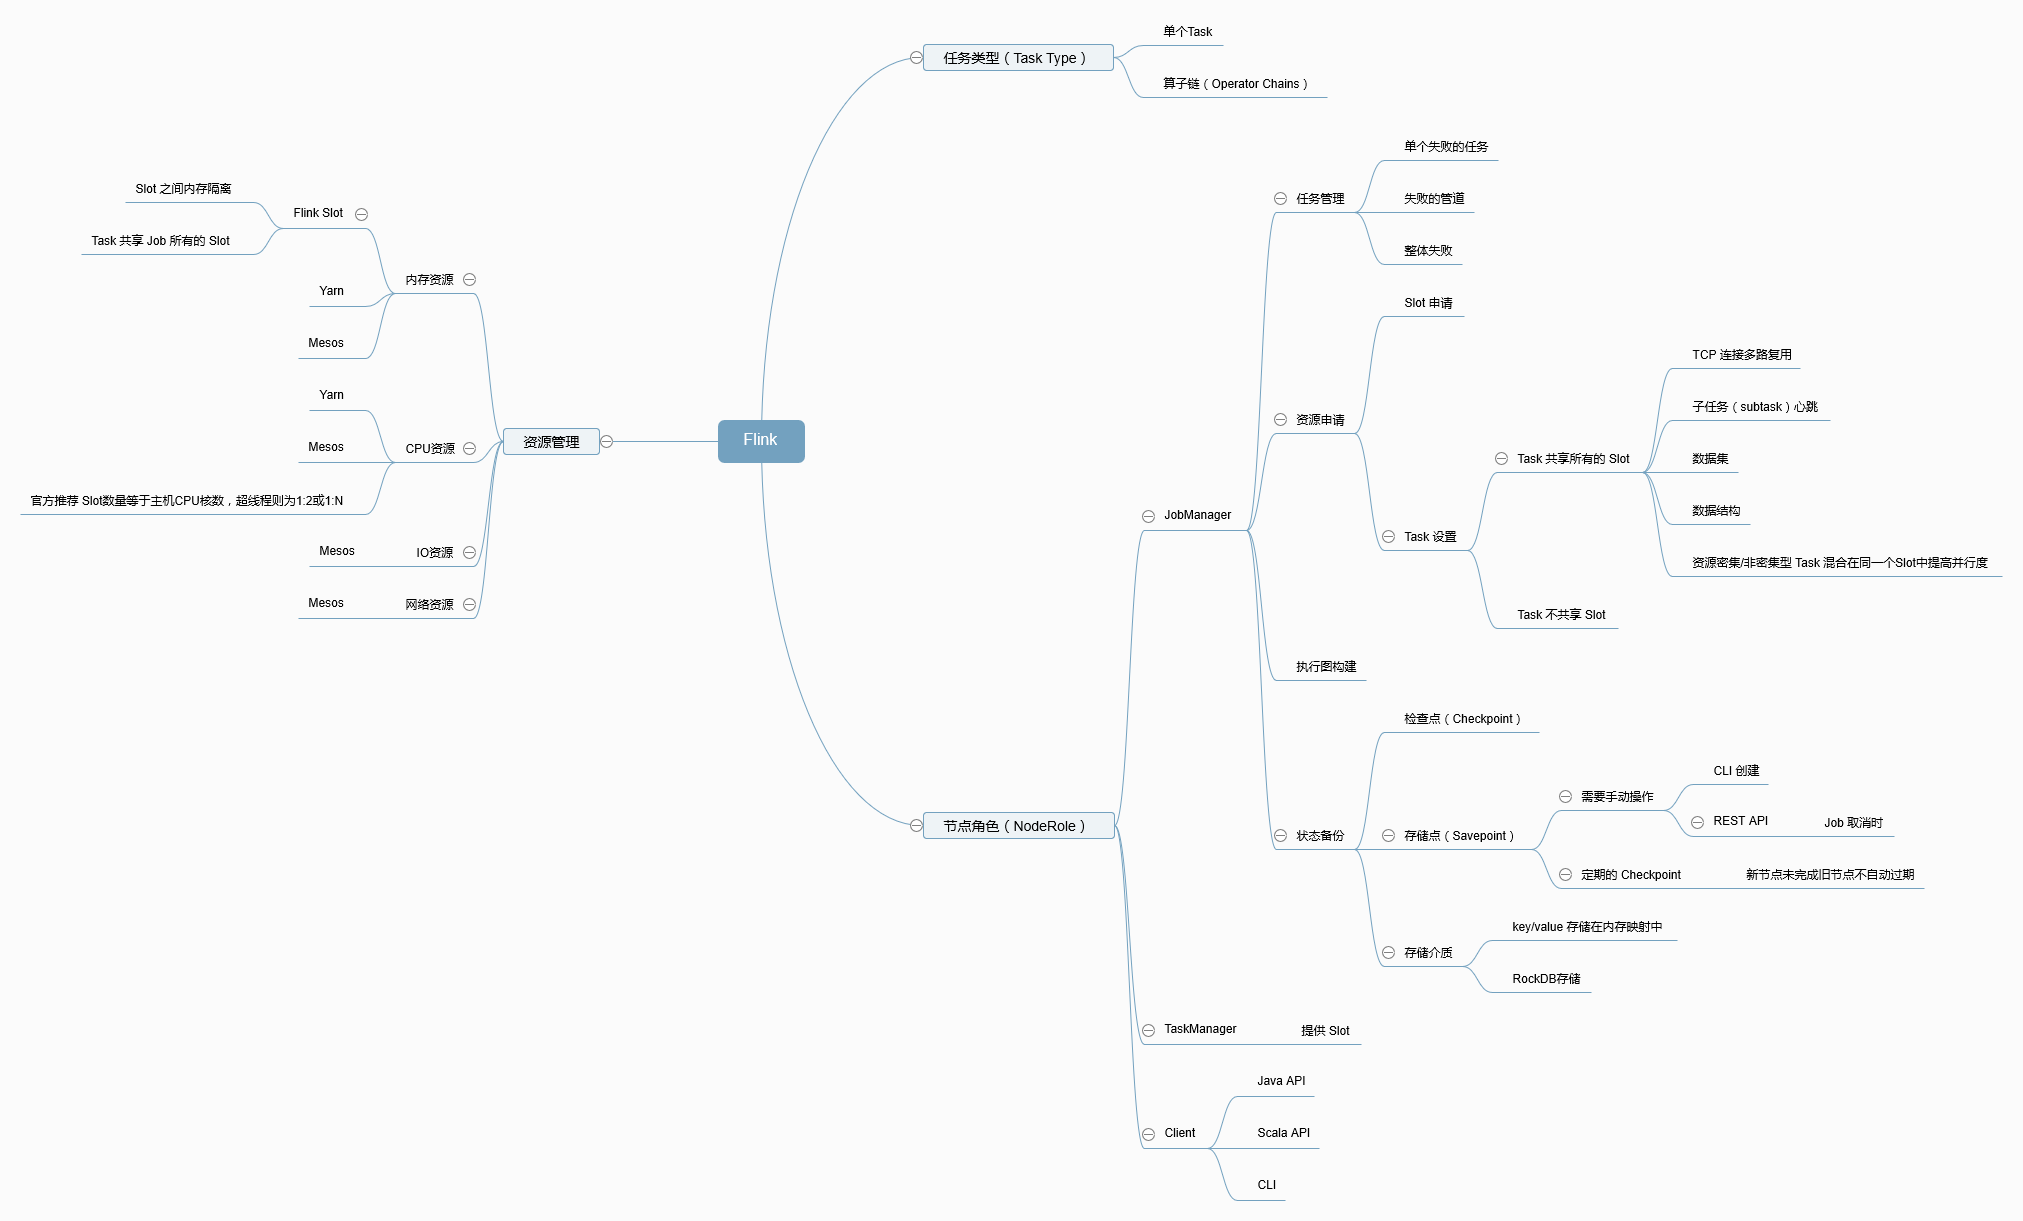 Flink
任务类型（Task Type）
单个Task
算子链（Operator Chains）
节点角色（NodeRole）
JobManager
任务管理
单个失败的任务
失败的管道
整体失败
资源申请
Slot 申请
Task 设置
Task 共享所有的 Slot
TCP 连接多路复用
子任务（subtask）心跳
数据集
数据结构
资源密集/非密集型 Task 混合在同一个Slot中提高并行度
Task 不共享 Slot
执行图构建
状态备份
检查点（Checkpoint）
存储点（Savepoint）
需要手动操作
CLI 创建
REST API
Job 取消时
定期的 Checkpoint
新节点未完成旧节点不自动过期
存储介质
key/value 存储在内存映射中
RockDB存储
TaskManager
提供 Slot
Client
Java API
Scala API
CLI
资源管理
内存资源
Flink Slot
Slot 之间内存隔离
Task 共享 Job 所有的 Slot
Yarn
Mesos
CPU资源
Yarn
Mesos
官方推荐 Slot数量等于主机CPU核数，超线程则为1:2或1:N
IO资源
Mesos
网络资源
Mesos